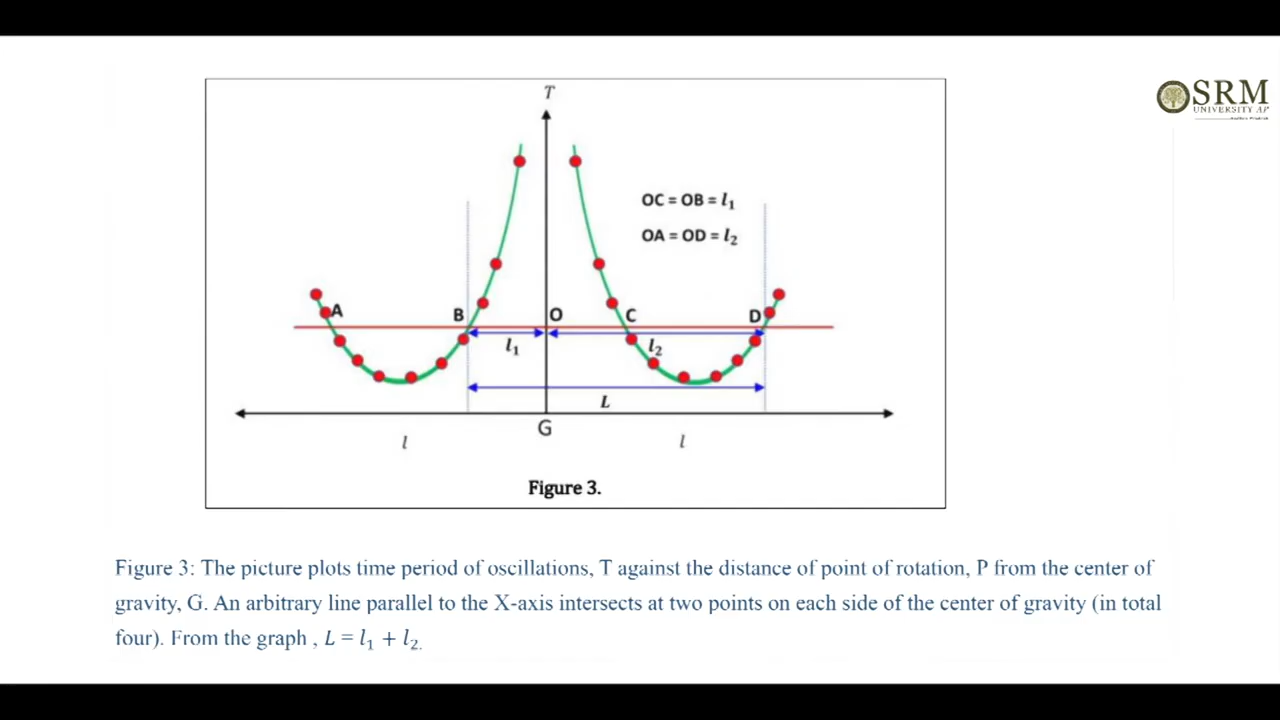 SRM
UNIVERSITY AP
T
OC = OB = l₁
OA = OD = l₂
A
B
O
C
D
l₁
l₂
L
G
l
l
Figure 3.
Figure 3: The picture plots time period of oscillations, T against the distance of point of rotation, P from the center of
gravity, G. An arbitrary line parallel to the X-axis intersects at two points on each side of the center of gravity (in total
four). From the graph , L = l₁ + l₂.